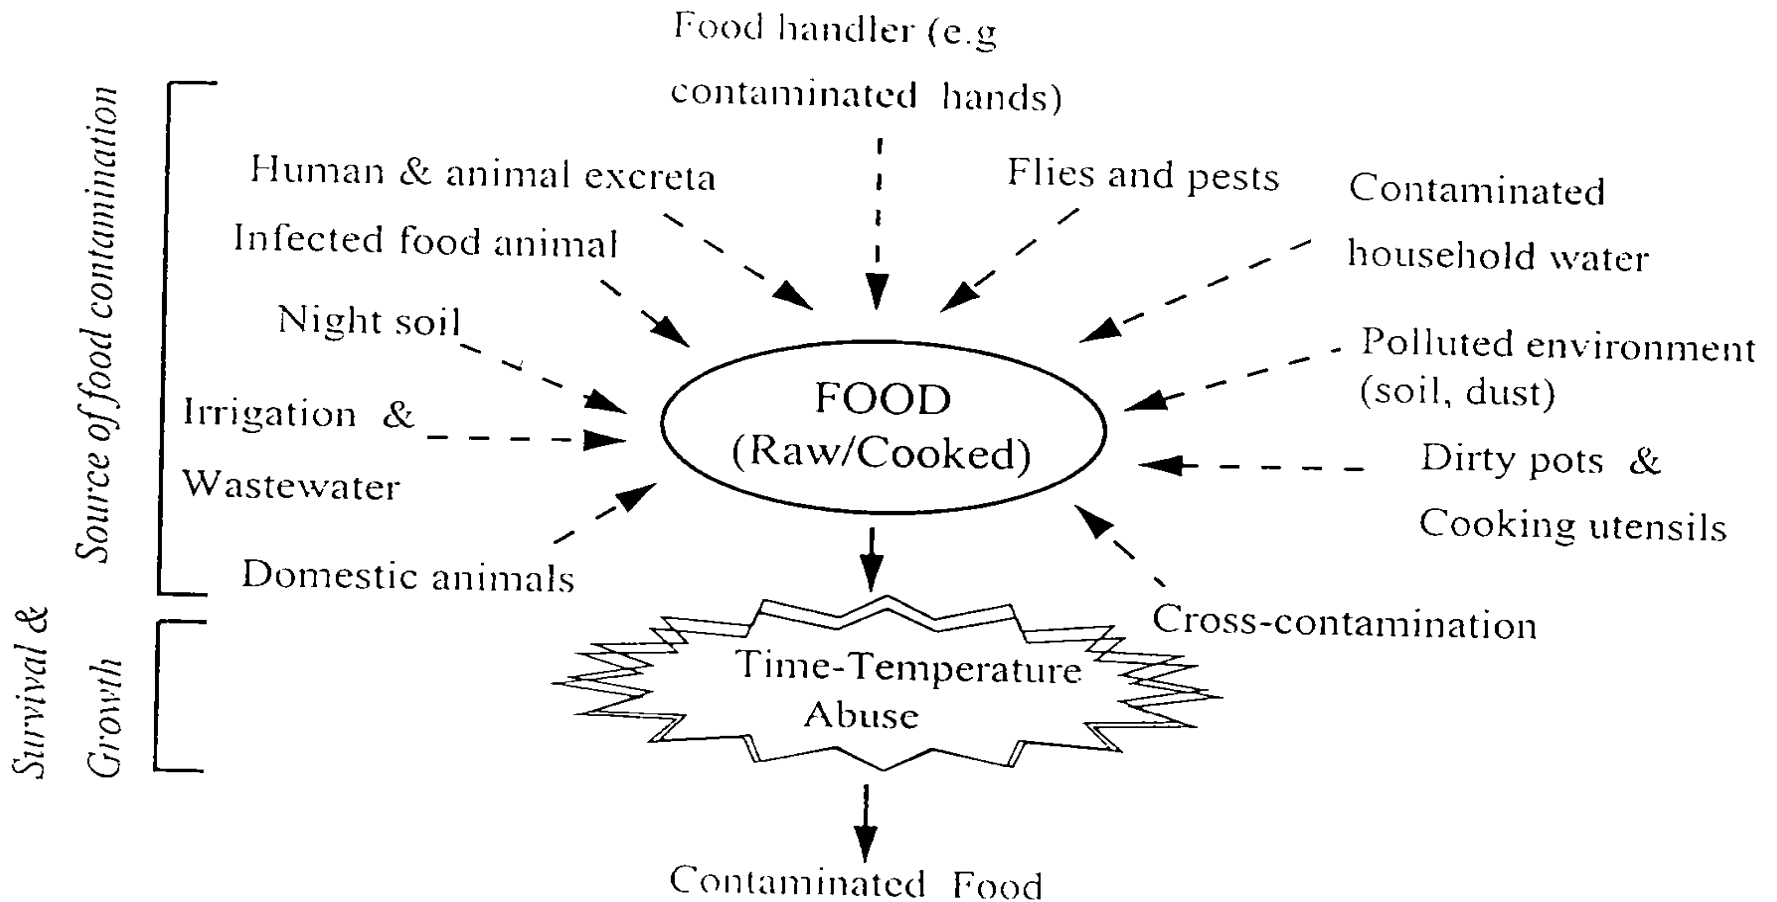 Food handler (e.g
contaminated hands)
Human & animal excreta
Flies and pests
Contaminated
household water
Infected food animal
Night soil
Polluted environment
(soil, dust)
Irrigation &
Wastewater
FOOD
(Raw/Cooked)
Dirty pots &
Cooking utensils
Domestic animals
Cross-contamination
Time-Temperature
Abuse
Contaminated Food
Source of food contamination
Survival &
Growth